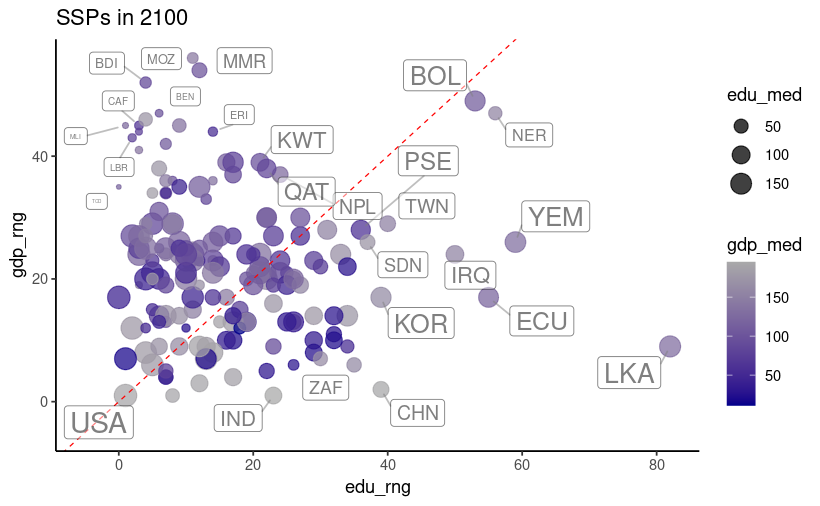 SSPs in 2100
BDI
MOZ
MMR
BOL
CAF
BEN
ERI
NER
MLI
KWT
LBR
PSE
TCD
QAT
NPL
TWN
YEM
SDN
IRQ
KOR
ECU
LKA
ZAF
USA
IND
CHN
gdp_rng
40
20
0
0
20
40
60
80
edu_rng
edu_med
50
100
150
gdp_med
150
100
50